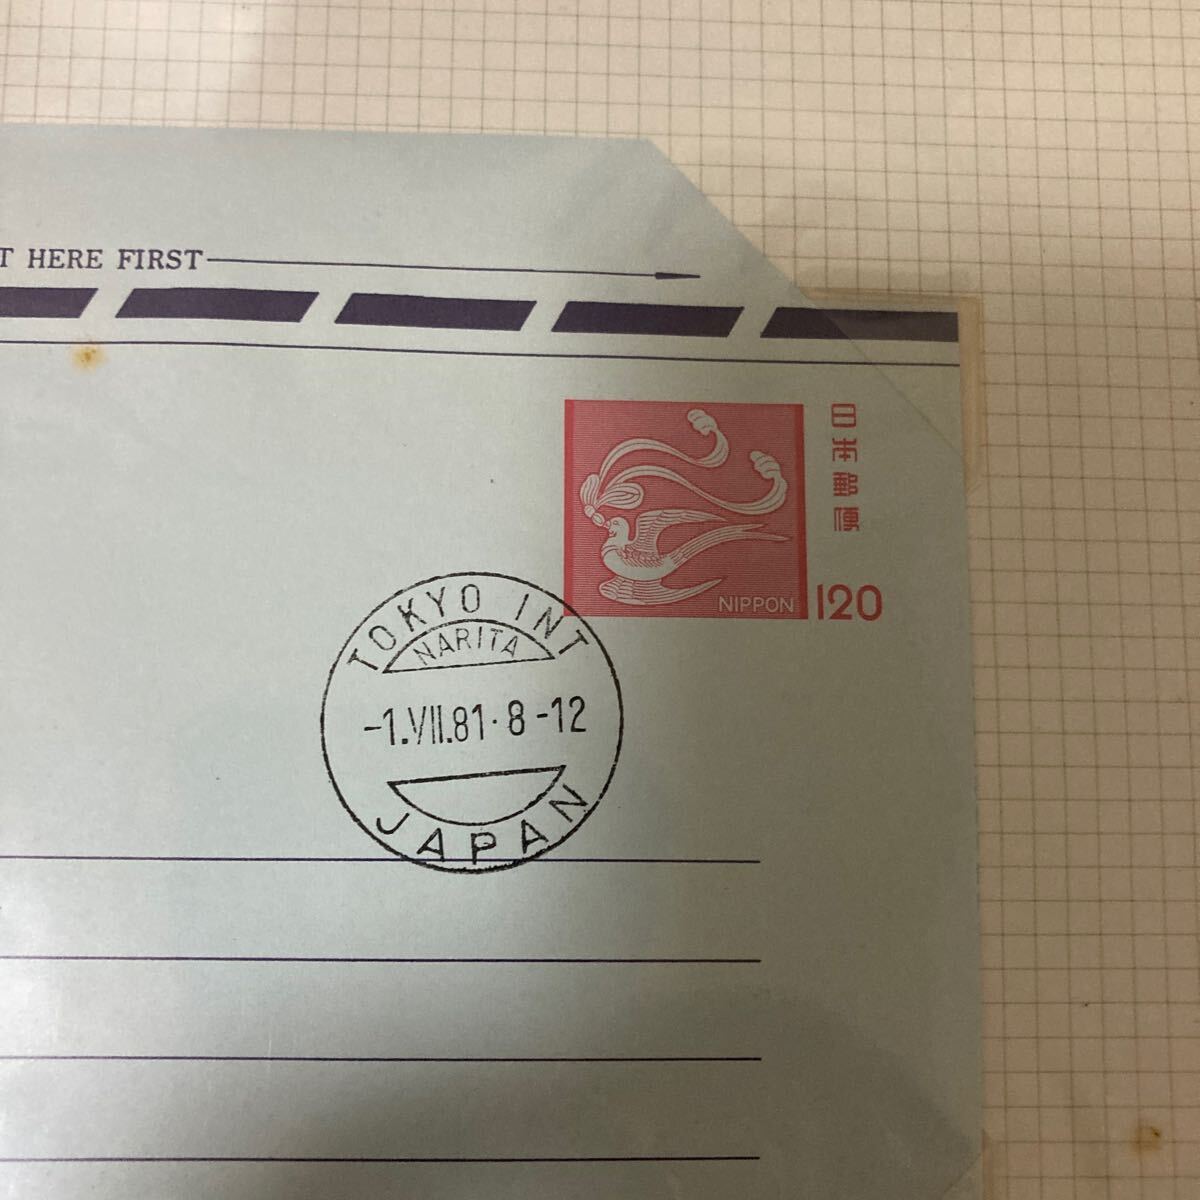 T HERE FIRST
日本郵便
NIPPON
120
TOKYO INT
NARITA
-1.VII.81・8-12
JAPAN